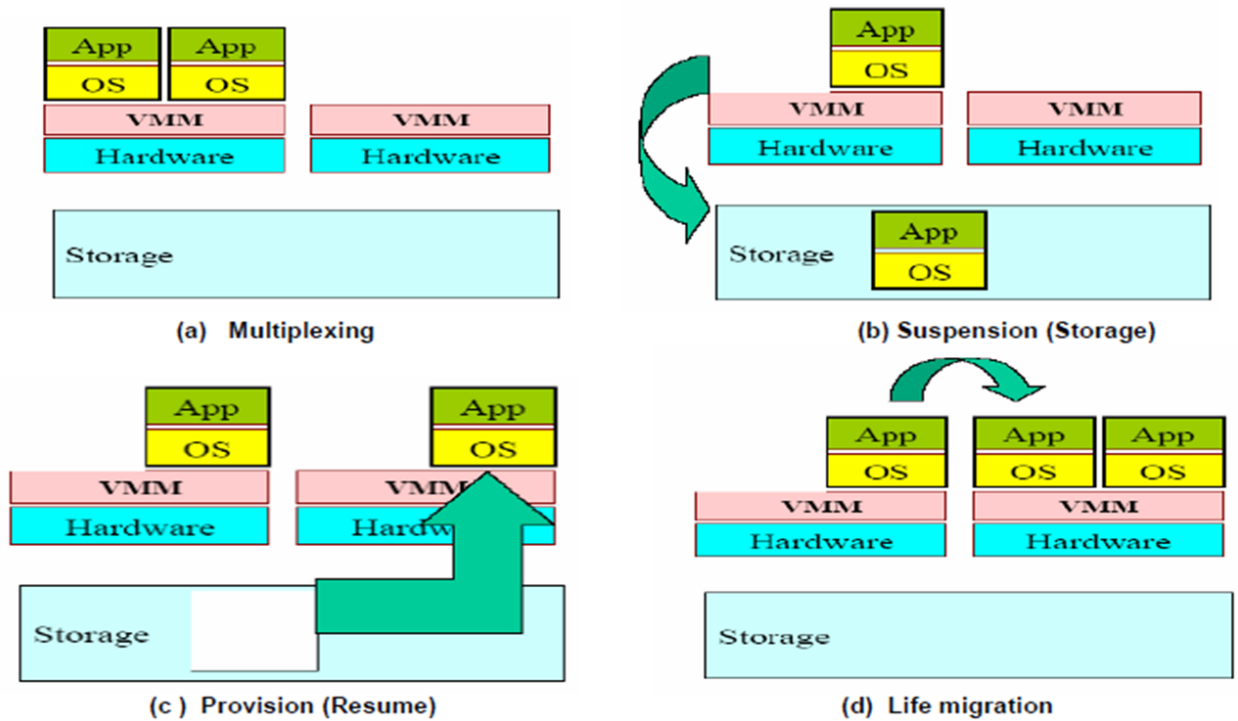 App App
OS OS
VMM VMM
Hardware Hardware
Storage
(a) Multiplexing
App
OS
VMM VMM
Hardware Hardware
App
Storage
OS
(b) Suspension (Storage)
App App
OS OS
VMM VMM
Hardware Hardw
Storage
(c ) Provision (Resume)
App App App
OS OS OS
VMM VMM
Hardware Hardware
Storage
(d) Life migration